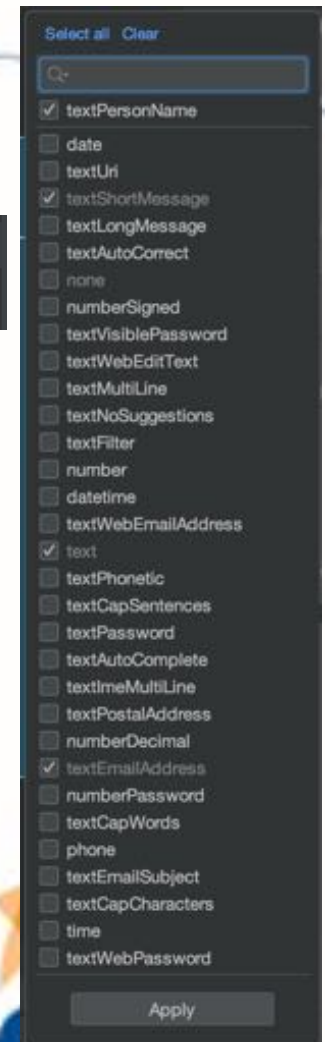 Select all Clear
textPersonName
date
textUri
textShortMessage
textLongMessage
textAutoCorrect
none
numberSigned
textVisiblePassword
textWebEditText
textMultiLine
textNoSuggestions
textFilter
number
datetime
textWebEmailAddress
text
textPhonetic
textCapSentences
textPassword
textAutoComplete
textImeMultiLine
textPostalAddress
numberDecimal
textEmailAddress
numberPassword
textCapWords
phone
textEmailSubject
textCapCharacters
time
textWebPassword
Apply